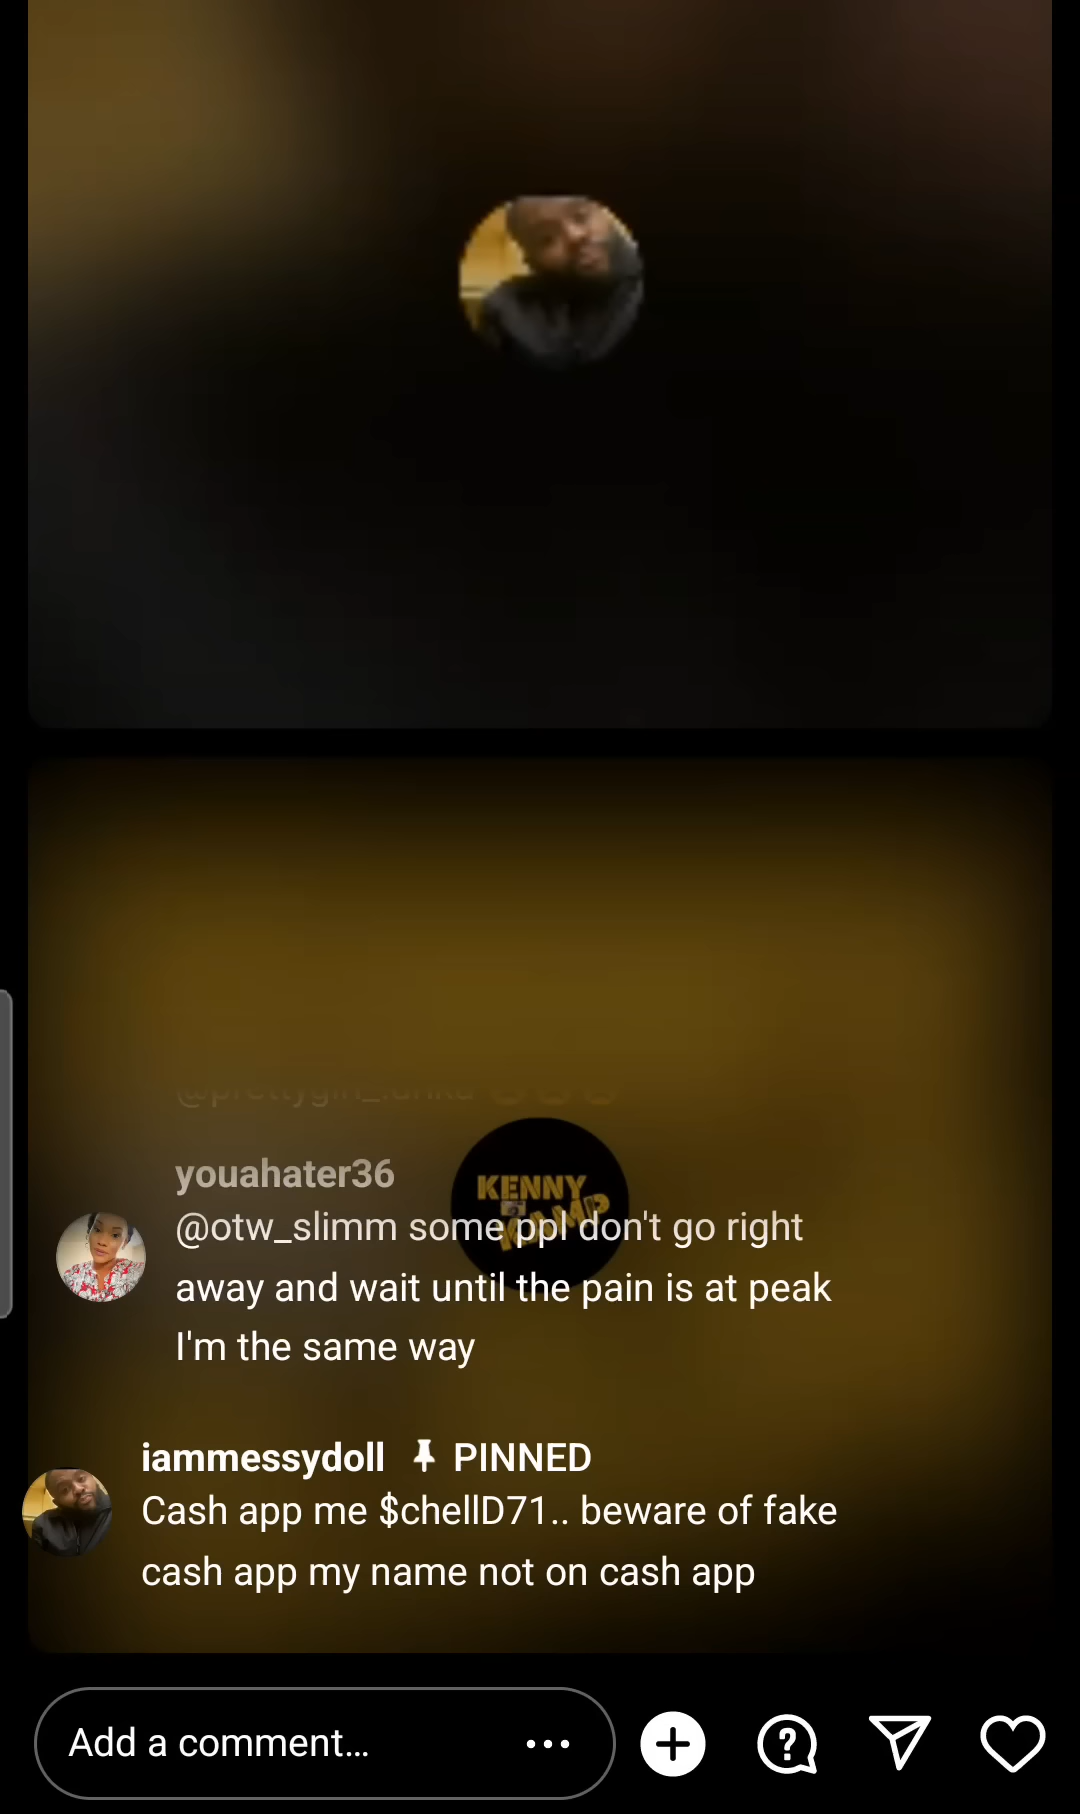 youahater36
@otw_slimm some ppl don't go right
away and wait until the pain is at peak
I'm the same way
KENNY
KAMP
iammessydoll PINNED
Cash app me $chellD71.. beware of fake
cash app my name not on cash app
Add a comment...